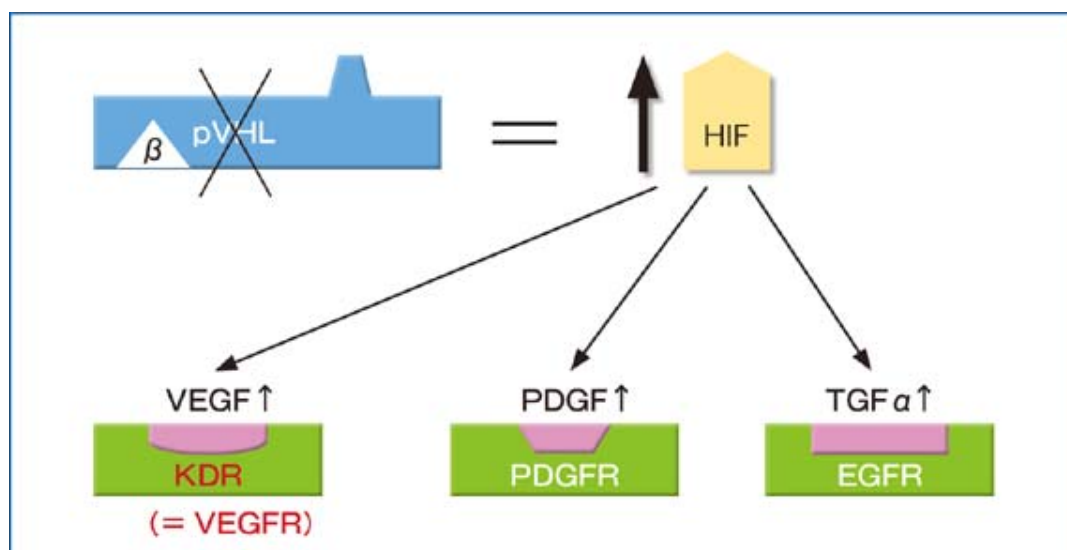 β
pVHL
HIF
VEGF↑
PDGF↑
TGFα↑
KDR
PDGFR
EGFR
(= VEGFR)